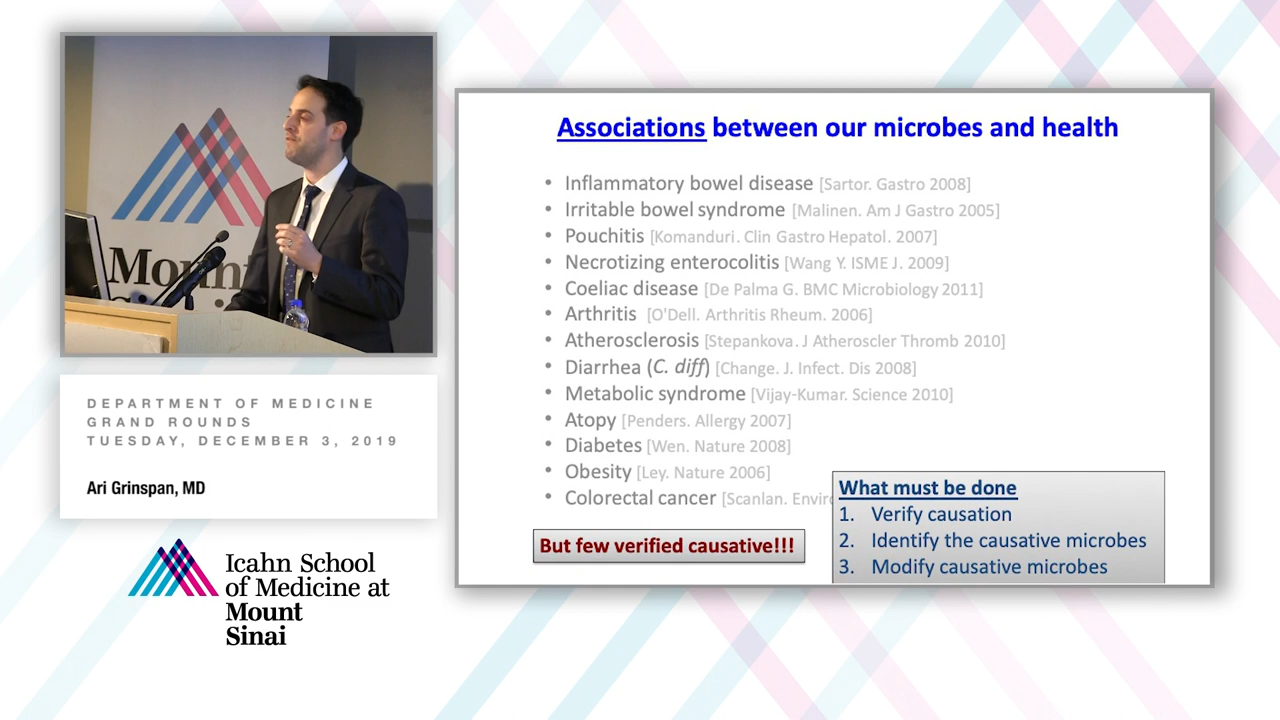 Mount
DEPARTMENT OF MEDICINE
GRAND ROUNDS
TUESDAY, DECEMBER 3, 2019
Ari Grinspan, MD
Icahn School
of Medicine at
Mount
Sinai
Associations between our microbes and health
• Inflammatory bowel disease [Sartor. Gastro 2008]
• Irritable bowel syndrome [Malinen. Am J Gastro 2005]
• Pouchitis [Komanduri. Clin Gastro Hepatol. 2007]
• Necrotizing enterocolitis [Wang Y. ISME J. 2009]
• Coeliac disease [De Palma G. BMC Microbiology 2011]
• Arthritis [O'Dell. Arthritis Rheum. 2006]
• Atherosclerosis [Stepankova. J Atheroscler Thromb 2010]
• Diarrhea (C. diff) [Change. J. Infect. Dis 2008]
• Metabolic syndrome [Vijay-Kumar. Science 2010]
• Atopy [Penders. Allergy 2007]
• Diabetes [Wen. Nature 2008]
• Obesity [Ley. Nature 2006]
• Colorectal cancer [Scanlan.
But few verified causative!!!
What must be done
1. Verify causation
2. Identify the causative microbes
3. Modify causative microbes